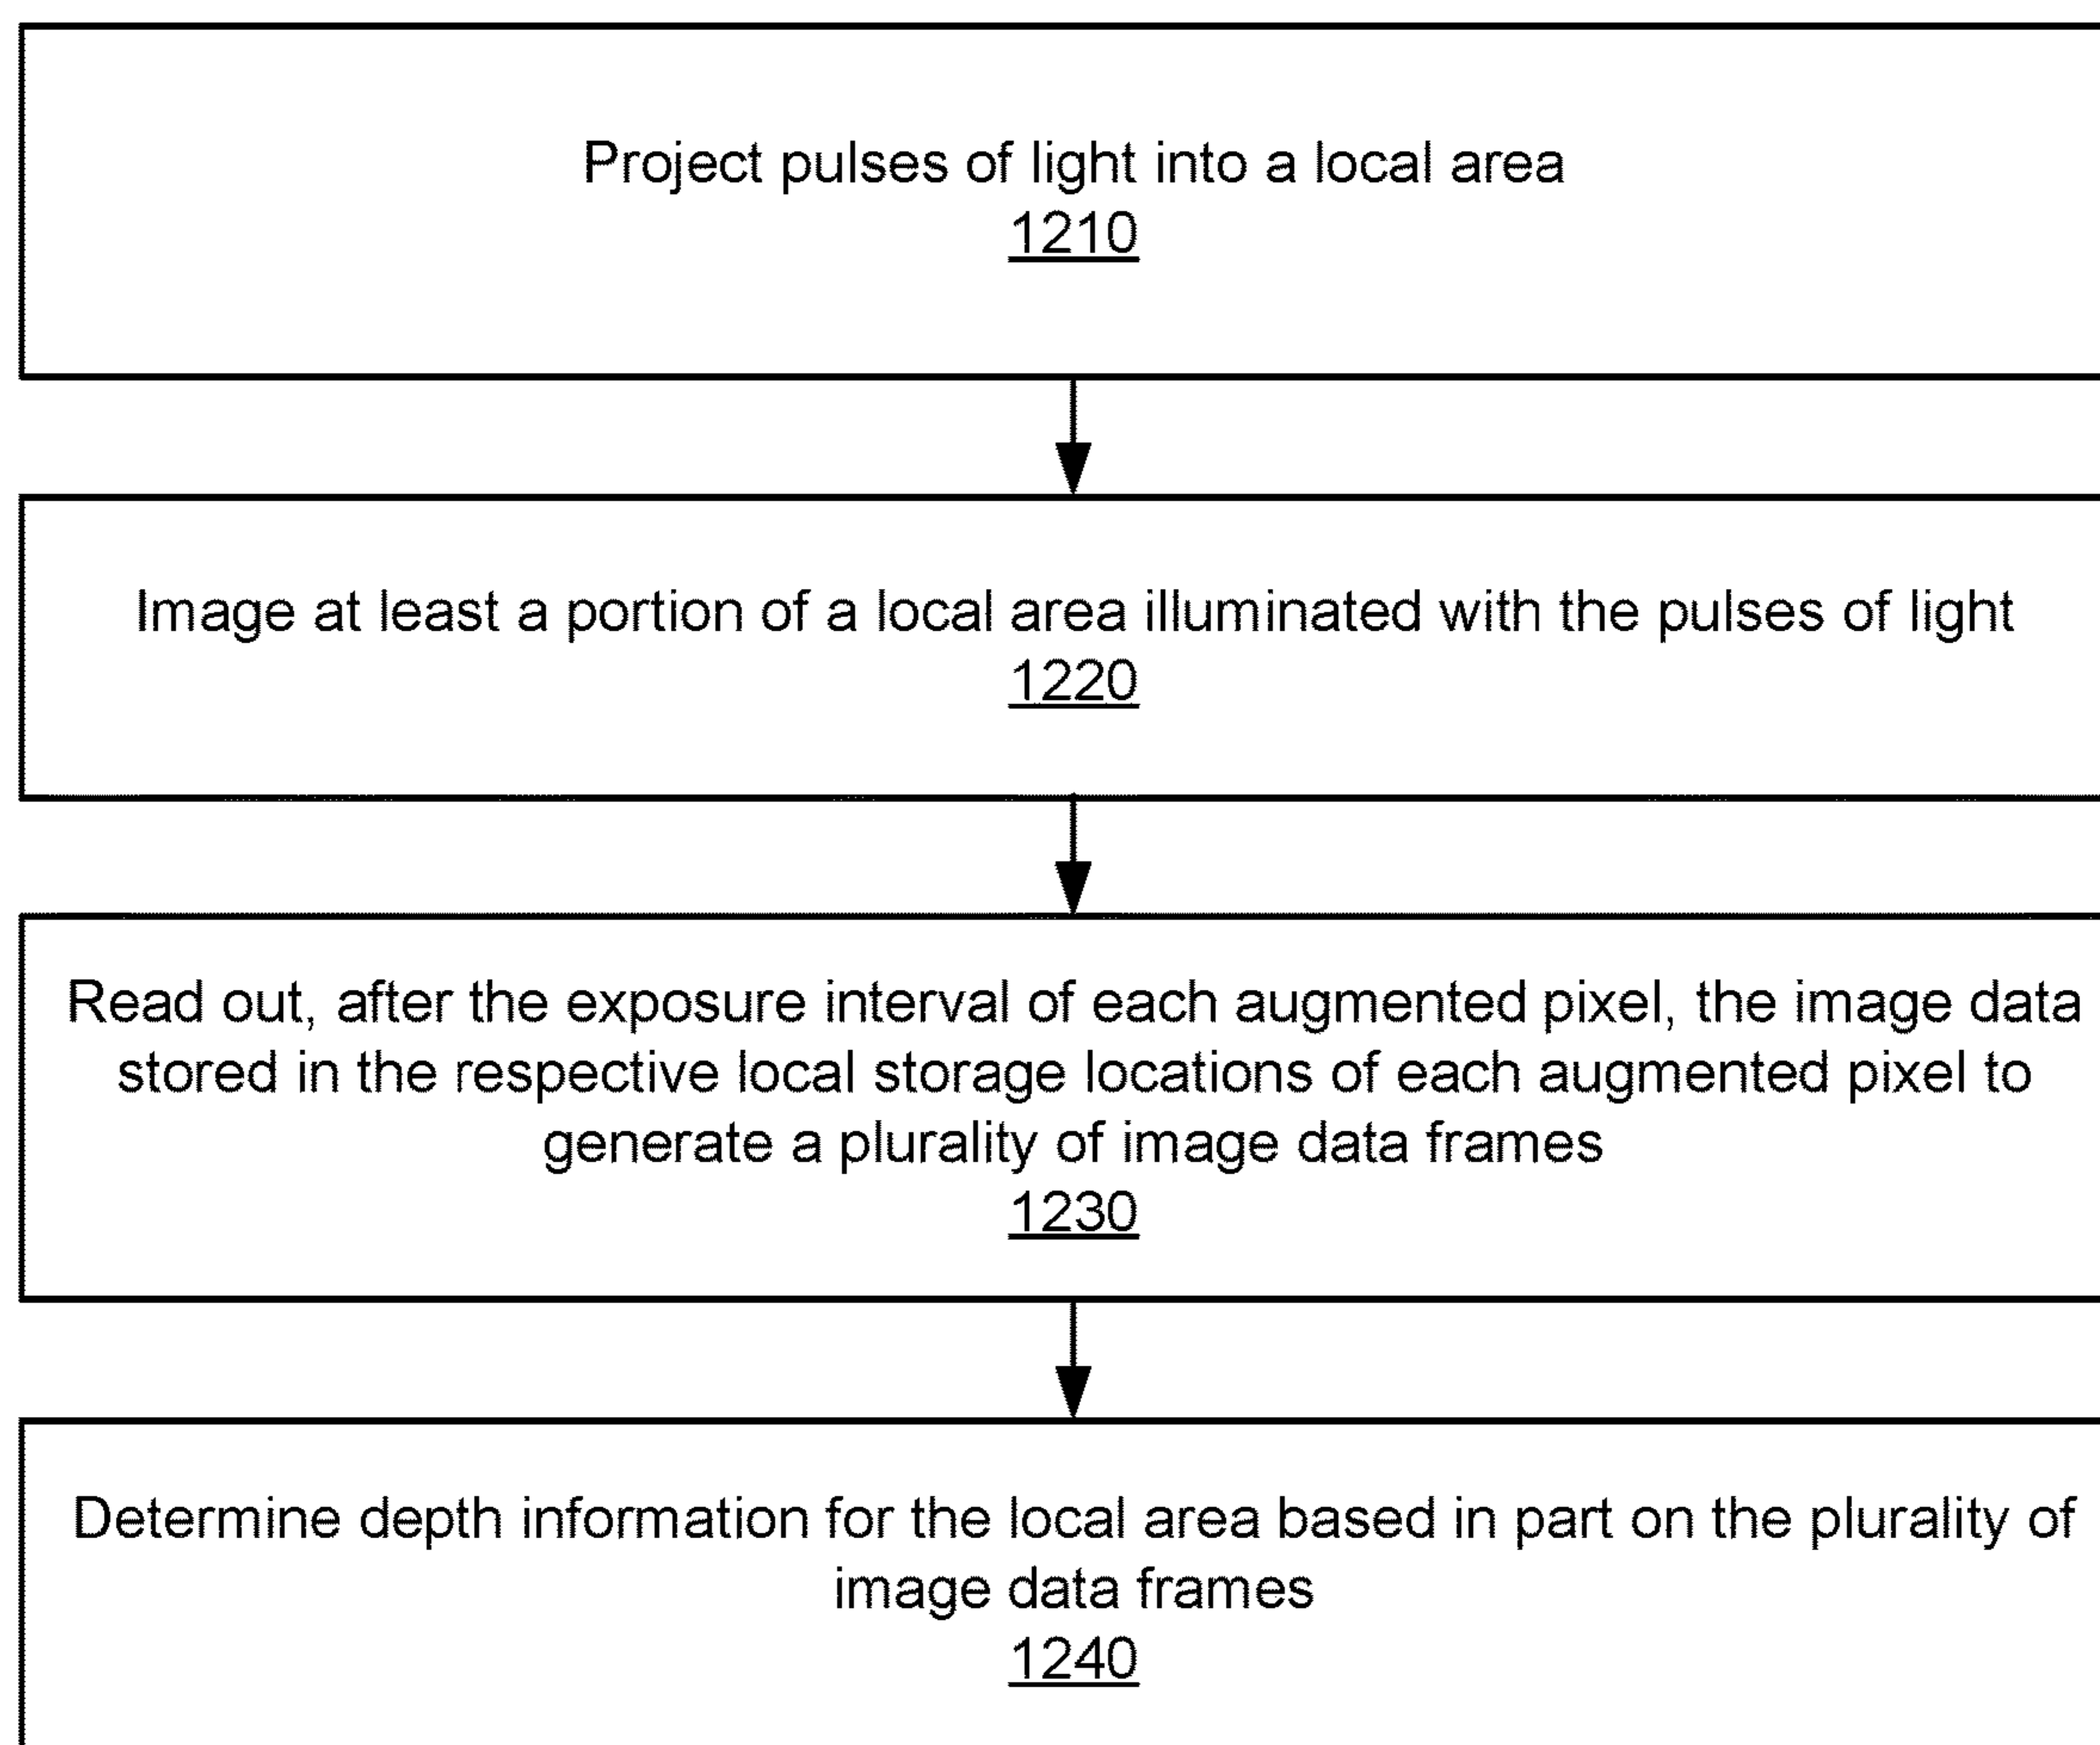 Project pulses of light into a local area
1210
Image at least a portion of a local area illuminated with the pulses of light
1220
Read out, after the exposure interval of each augmented pixel, the image data
stored in the respective local storage locations of each augmented pixel to
generate a plurality of image data frames
1230
Determine depth information for the local area based in part on the plurality of
image data frames
1240